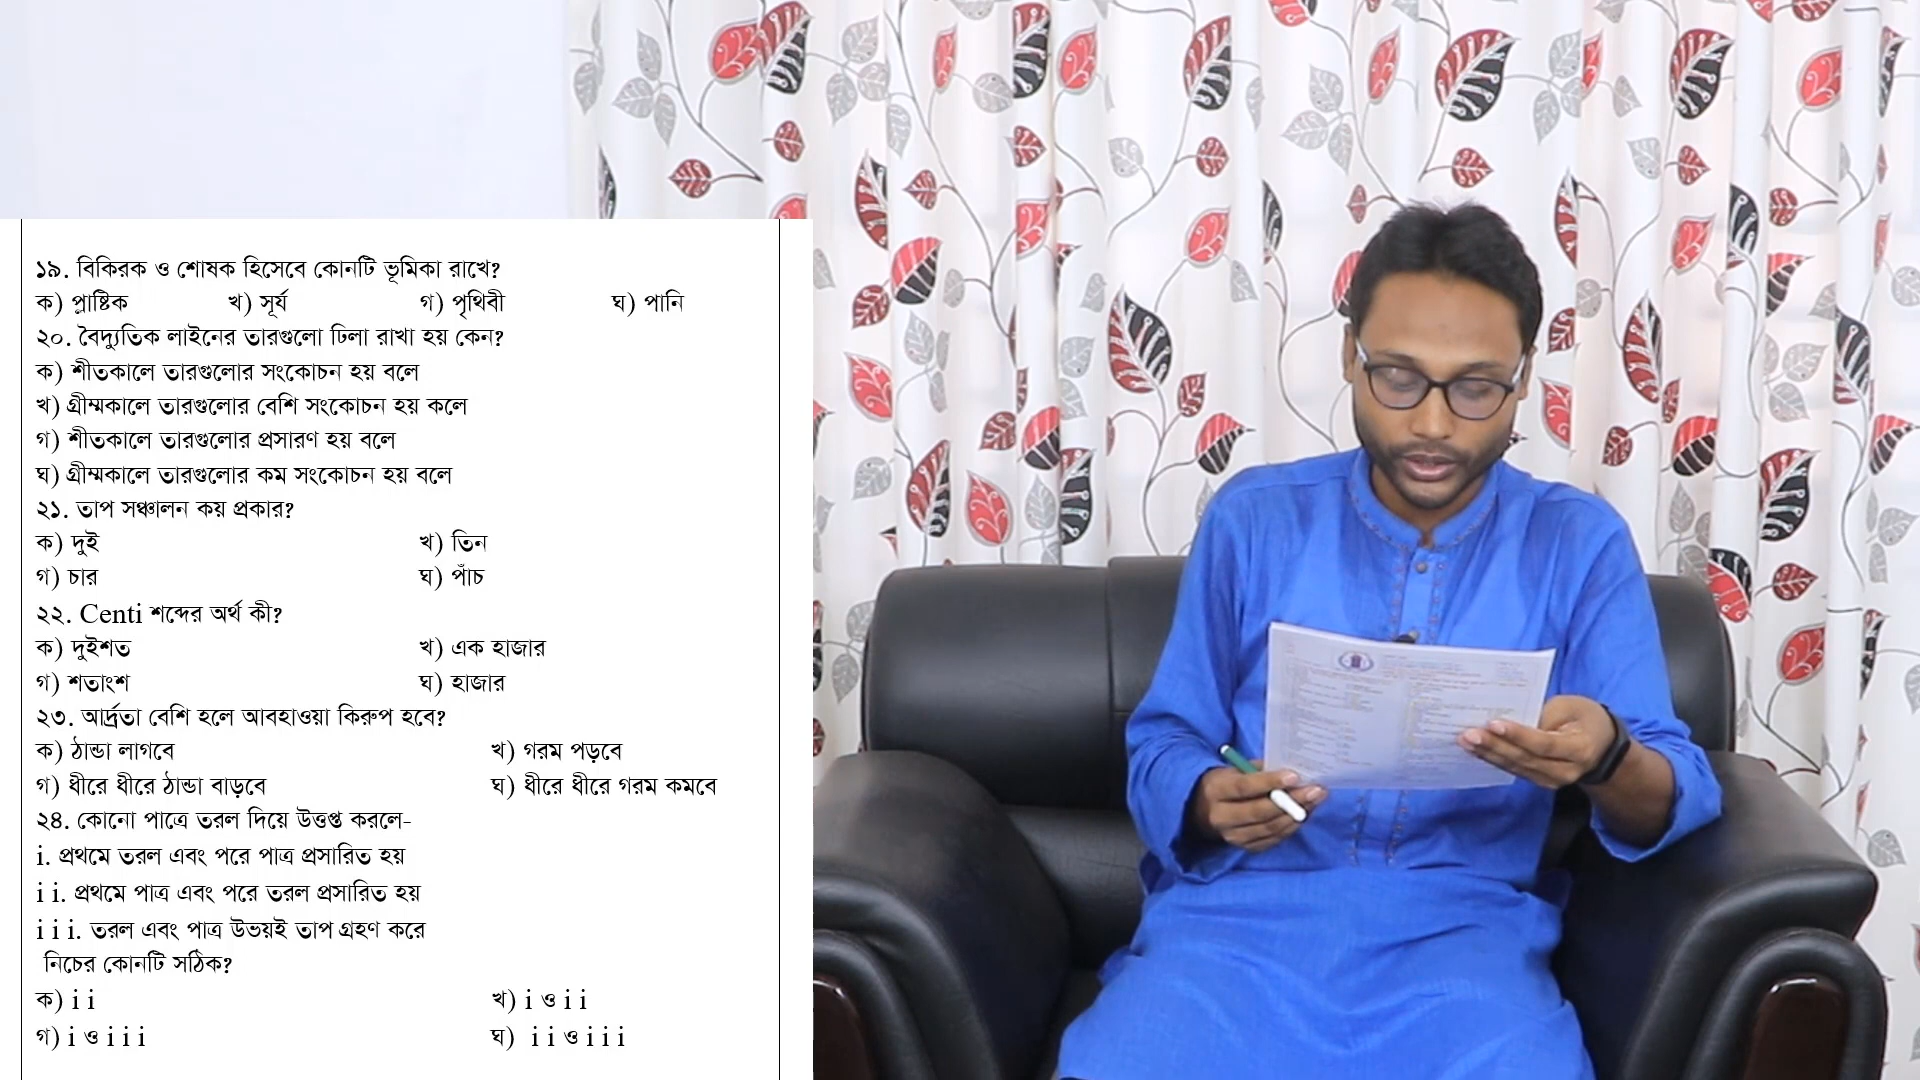 ১৯. বিকিরক ও শোষক হিসেবে কোনটি ভূমিকা রাখে?
ক) প্লাষ্টিক খ) সূর্য গ) পৃথিবী ঘ) পানি
২০. বৈদ্যুতিক লাইনের তারগুলো ঢিলা রাখা হয় কেন?
ক) শীতকালে তারগুলোর সংকোচন হয় বলে
খ) গ্রীষ্মকালে তারগুলোর বেশি সংকোচন হয় কলে
গ) শীতকালে তারগুলোর প্রসারণ হয় বলে
ঘ) গ্রীষ্মকালে তারগুলোর কম সংকোচন হয় বলে
২১. তাপ সঞ্চালন কয় প্রকার?
ক) দুই খ) তিন
গ) চার ঘ) পাঁচ
২২. Centi শব্দের অর্থ কী?
ক) দুইশত খ) এক হাজার
গ) শতাংশ ঘ) হাজার
২৩. আর্দ্রতা বেশি হলে আবহাওয়া কিরুপ হবে?
ক) ঠান্ডা লাগবে খ) গরম পড়বে
গ) ধীরে ধীরে ঠান্ডা বাড়বে ঘ) ধীরে ধীরে গরম কমবে
২৪. কোনো পাত্রে তরল দিয়ে উত্তপ্ত করলে-
i. প্রথমে তরল এবং পরে পাত্র প্রসারিত হয়
i i. প্রথমে পাত্র এবং পরে তরল প্রসারিত হয়
i i i. তরল এবং পাত্র উভয়ই তাপ গ্রহণ করে
নিচের কোনটি সঠিক?
ক) i i খ) i ও i i
গ) i ও i i i ঘ) i i ও i i i